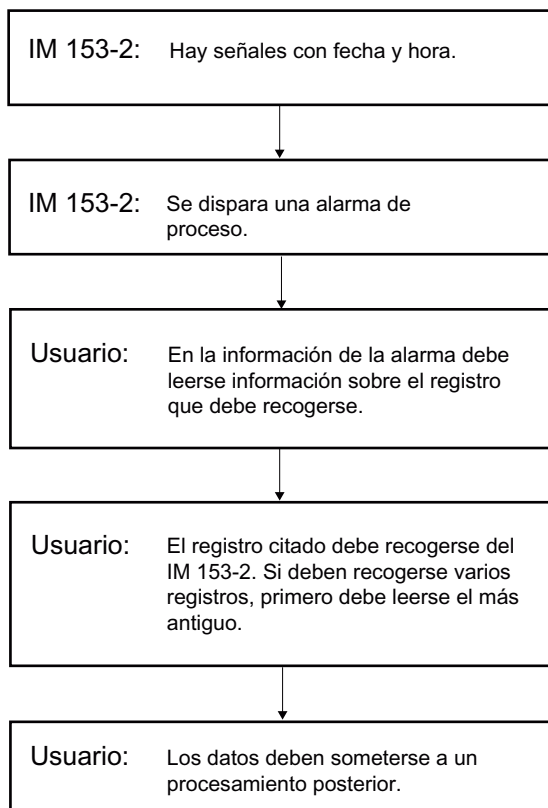 IM 153-2: Hay señales con fecha y hora.
IM 153-2: Se dispara una alarma de
proceso.
Usuario: En la información de la alarma debe
leerse información sobre el registro
que debe recogerse.
Usuario: El registro citado debe recogerse del
IM 153-2. Si deben recogerse varios
registros, primero debe leerse el más
antiguo.
Usuario: Los datos deben someterse a un
procesamiento posterior.